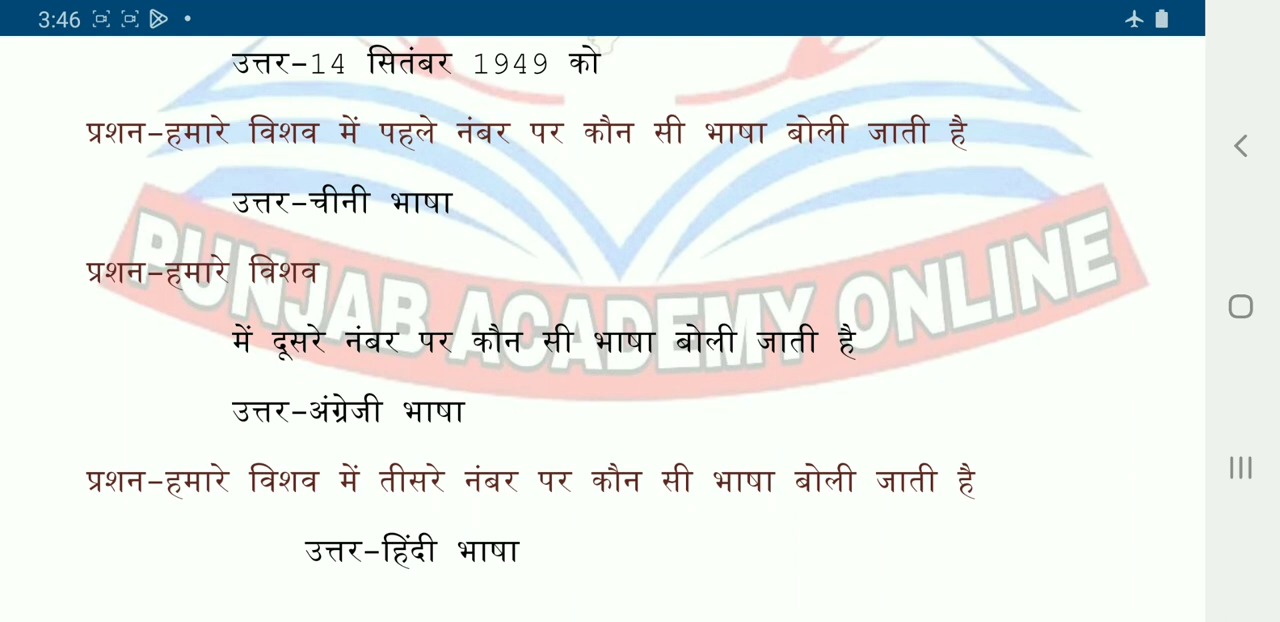 3:46
उत्तर-14 सितंबर 1949 को
प्रशन-हमारे विशव में पहले नंबर पर कौन सी भाषा बोली जाती है
उत्तर-चीनी भाषा
प्रशन-हमारे विशव
में दूसरे नंबर पर कौन सी भाषा बोली जाती है
उत्तर-अंग्रेजी भाषा
प्रशन-हमारे विशव में तीसरे नंबर पर कौन सी भाषा बोली जाती है
उत्तर-हिंदी भाषा
PUNJAB ACADEMY ONLINE